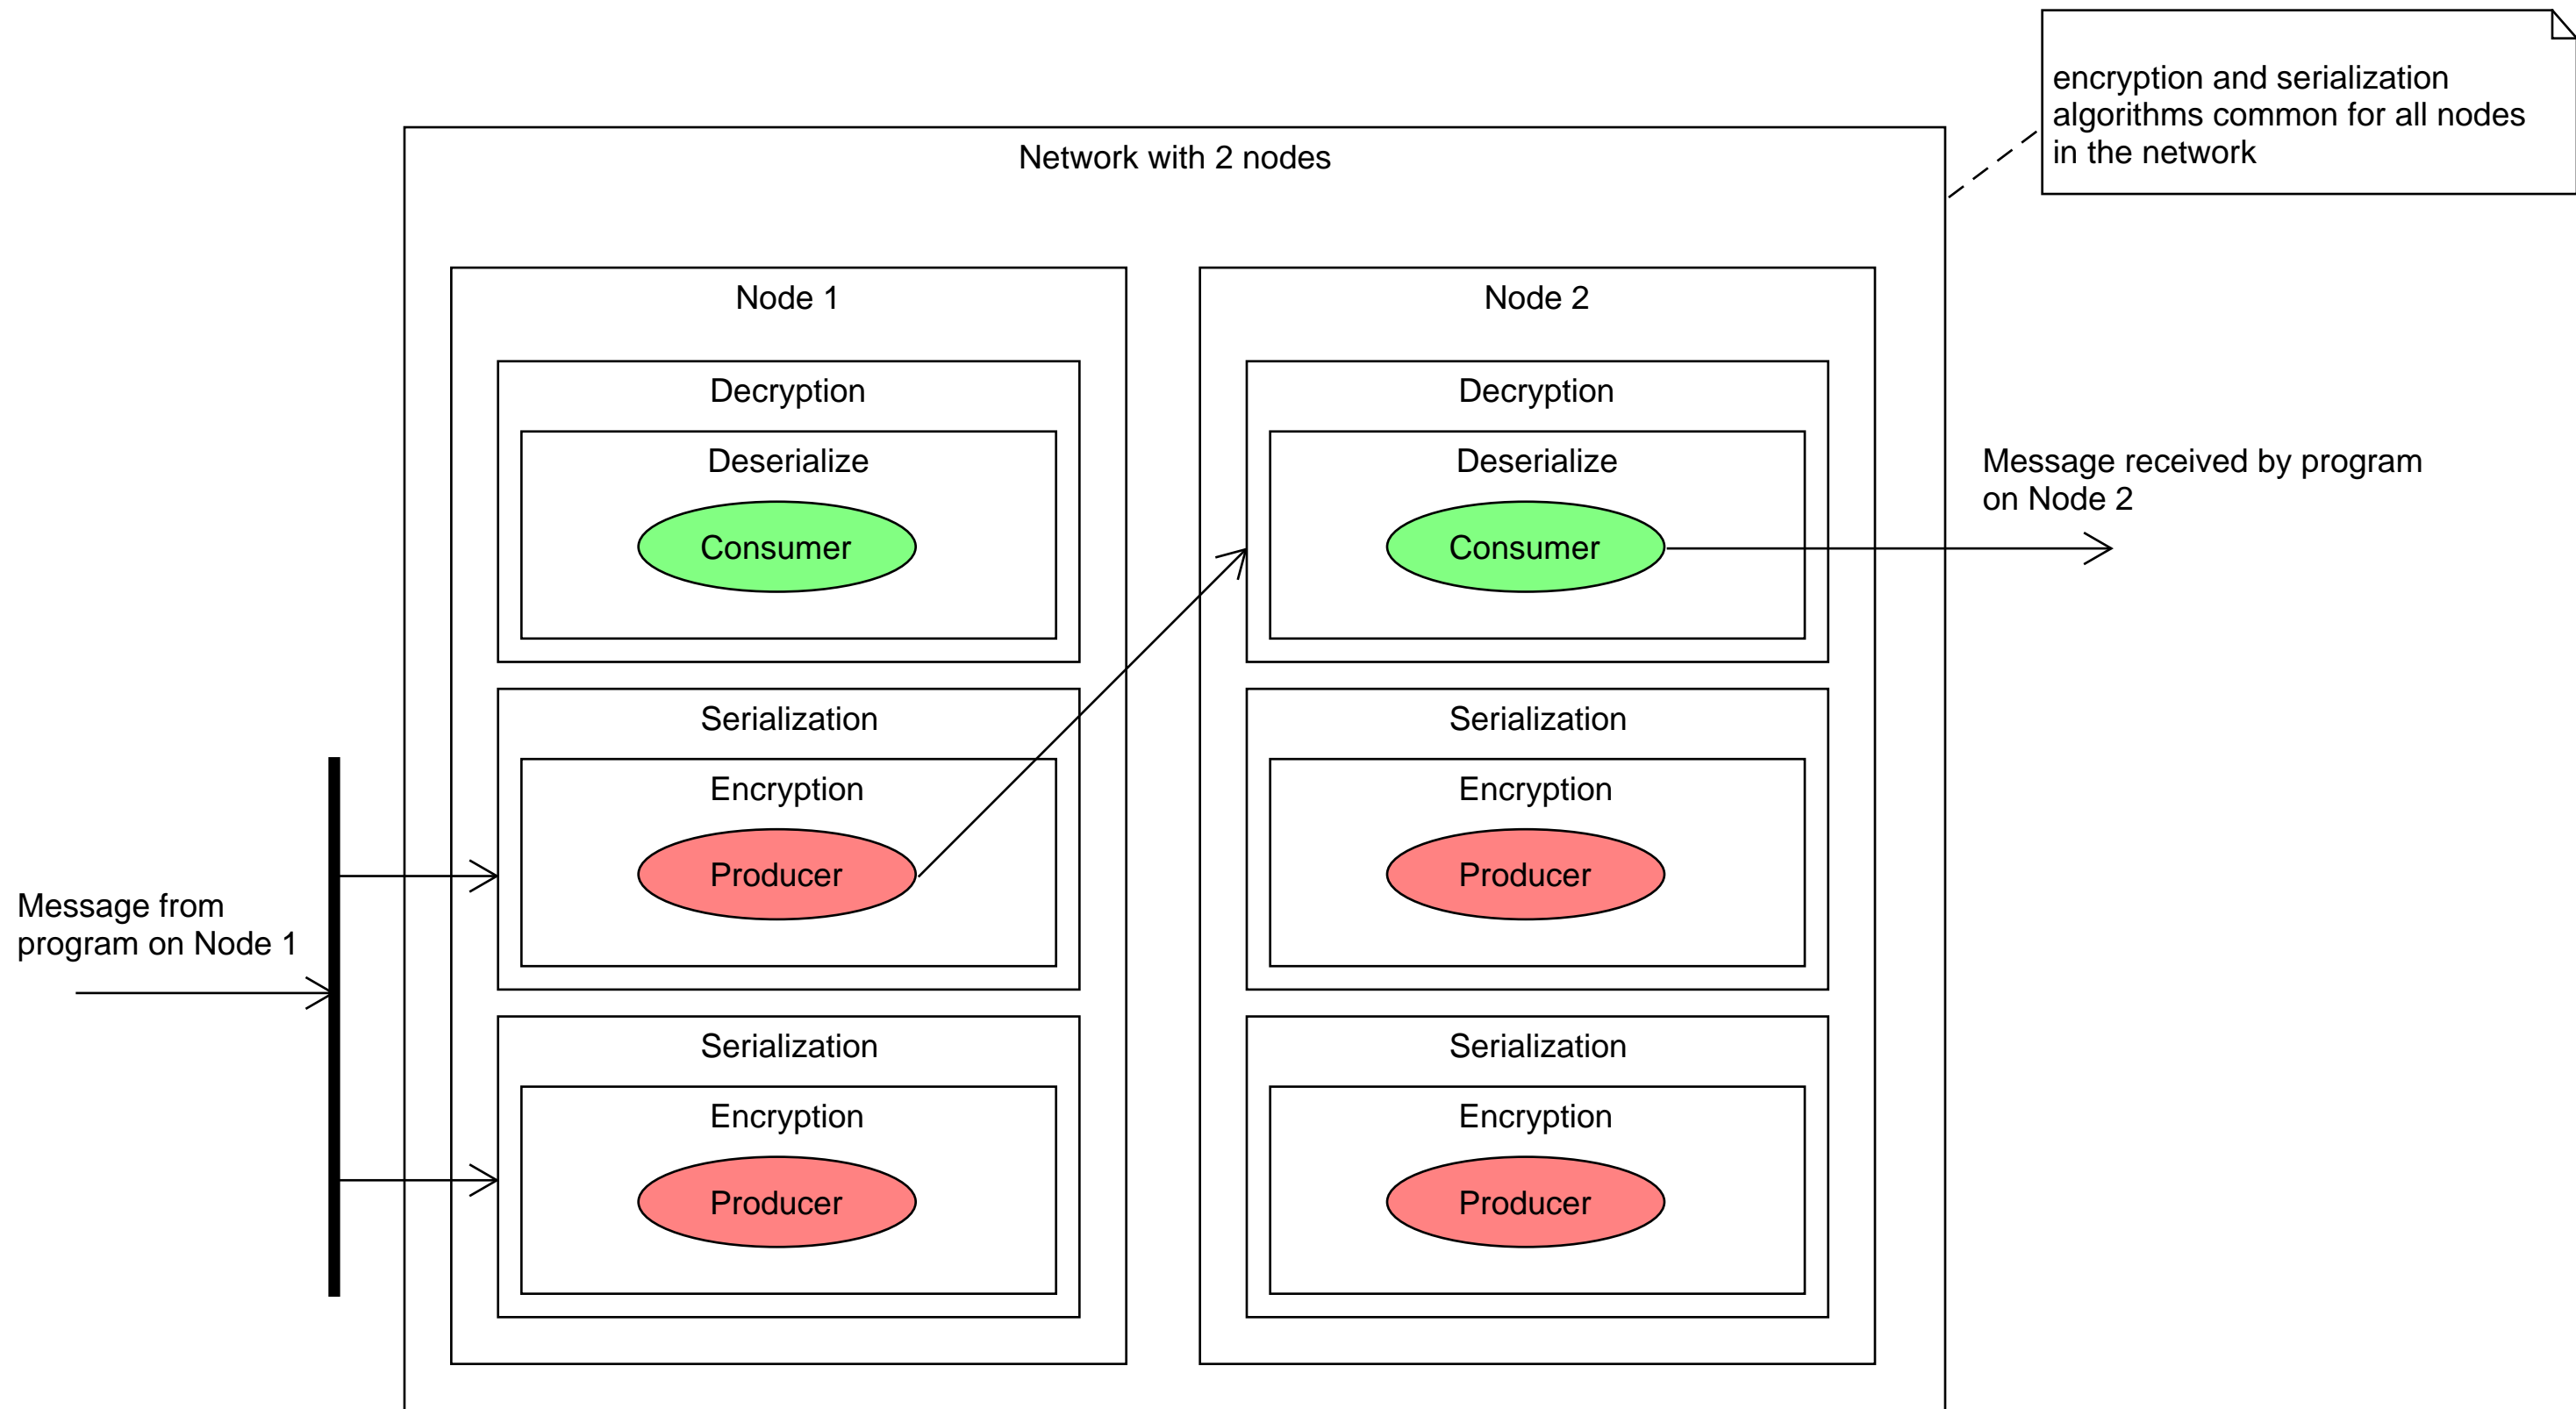 encryption and serialization
algorithms common for all nodes
in the network
Network with 2 nodes
Node 1
Decryption
Deserialize
Consumer
Serialization
Encryption
Producer
Serialization
Encryption
Producer
Node 2
Decryption
Deserialize
Consumer
Serialization
Encryption
Producer
Serialization
Encryption
Producer
Message from
program on Node 1
Message received by program
on Node 2